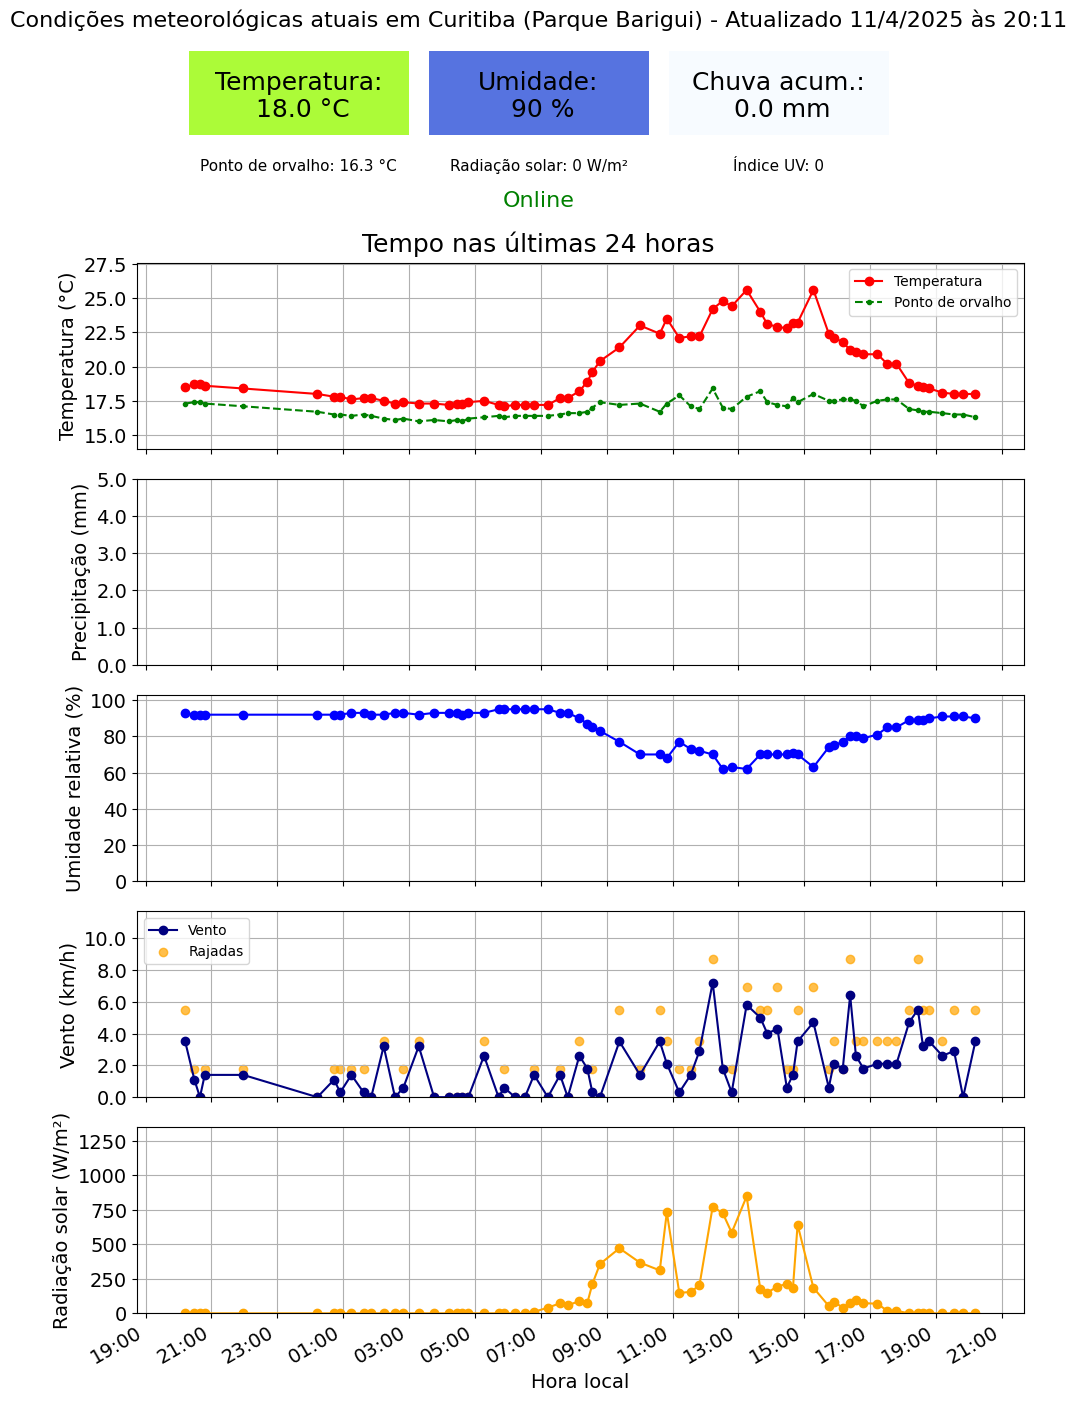 Condições meteorológicas atuais em Curitiba (Parque Barigui) - Atualizado 11/4/2025 às 20:11
Temperatura:
18.0 °C
Umidade:
90 %
Chuva acum.:
0.0 mm
Ponto de orvalho: 16.3 °C
Radiação solar: 0 W/m²
Índice UV: 0
Online
Tempo nas últimas 24 horas
Temperatura (°C)
27.5
25.0
22.5
20.0
17.5
15.0
Temperatura
Ponto de orvalho
Precipitação (mm)
5.0
4.0
3.0
2.0
1.0
0.0
Umidade relativa (%)
100
80
60
40
20
0
Vento (km/h)
10.0
8.0
6.0
4.0
2.0
0.0
Vento
Rajadas
Radiação solar (W/m²)
1250
1000
750
500
250
0
19:00 21:00 23:00 01:00 03:00 05:00 07:00 09:00 11:00 13:00 15:00 17:00 19:00 21:00
Hora local